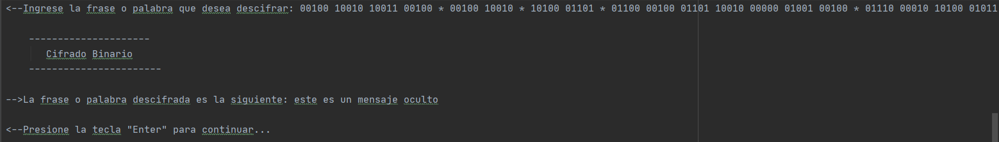 <--Ingrese la frase o palabra que desea descifrar: 00100 10010 10011 00100 * 00100 10010 * 10100 01101 * 01100 00100 01101 10010 00000 01001 00100 * 01110 00010 10100 01011
---------------------
Cifrado Binario
-----------------------
-->La frase o palabra descifrada es la siguiente: este es un mensaje oculto
<--Presione la tecla "Enter" para continuar...